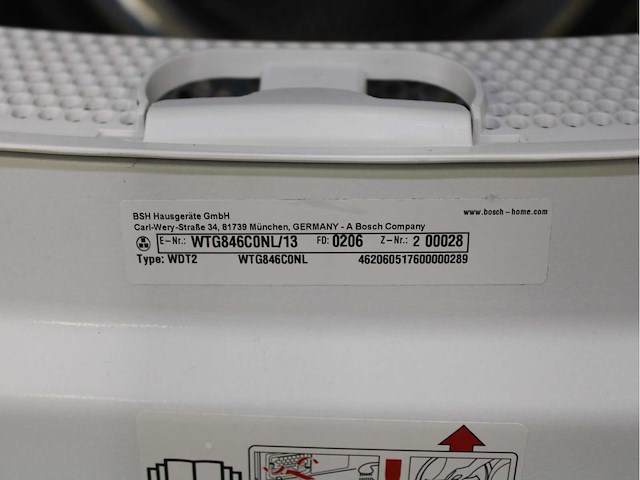 BSH Hausgeräte GmbH
www.bosch-home.com
Carl-Wery-Straße 34, 81739 München, GERMANY - A Bosch Company
E-Nr.: WTG846C0NL/13 FD: 0206 Z-Nr.: 2 00028
Type: WDT2 WTG846C0NL 462060517600000289